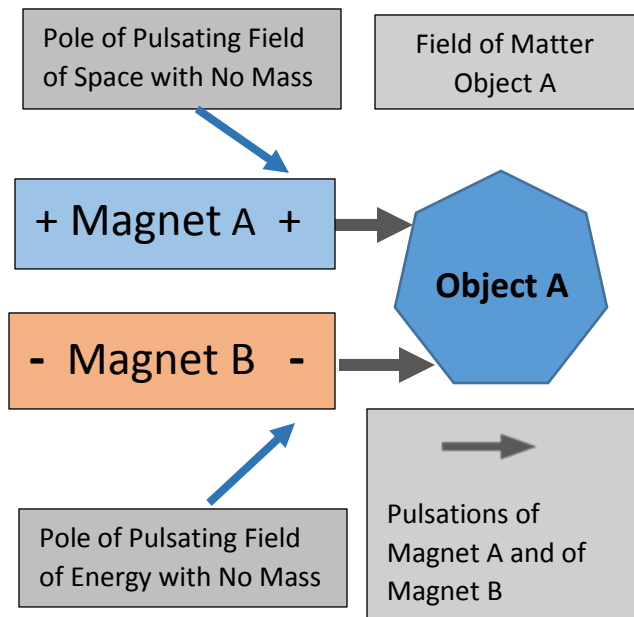 Pole of Pulsating Field
of Space with No Mass
Field of Matter
Object A
+ Magnet A +
Object A
- Magnet B -
Pole of Pulsating Field
of Energy with No Mass
Pulsations of
Magnet A and of
Magnet B